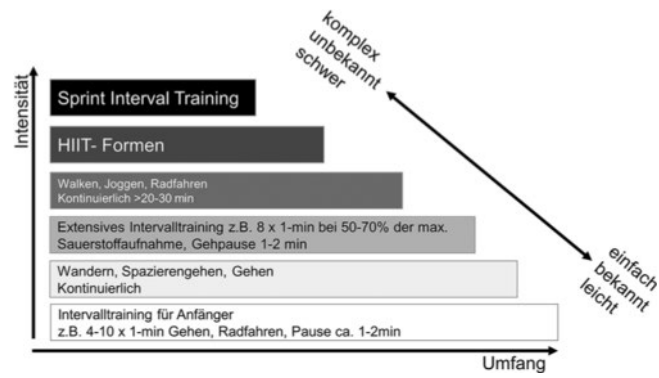 komplex
unbekannt
schwer
Intensität
Sprint Interval Training
HIIT- Formen
Walken, Joggen, Radfahren
Kontinuierlich >20-30 min
Extensives Intervalltraining z.B. 8 x 1-min bei 50-70% der max.
Sauerstoffaufnahme, Gehpause 1-2 min
Wandern, Spazierengehen, Gehen
Kontinuierlich
Intervalltraining für Anfänger
z.B. 4-10 x 1-min Gehen, Radfahren, Pause ca. 1-2min
einfach
bekannt
leicht
Umfang